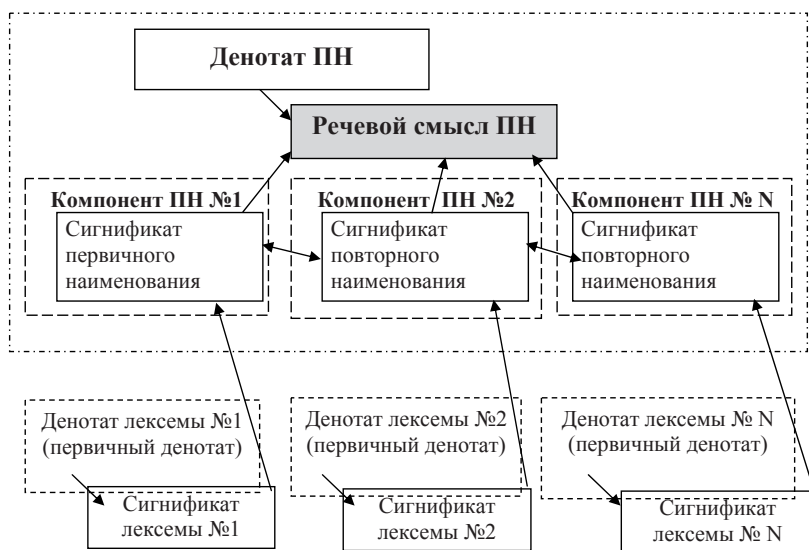 Денотат ПН
Речевой смысл ПН
Компонент ПН №1
Сигнификат
первичного
наименования
Компонент ПН №2
Сигнификат
повторного
наименования
Компонент ПН № N
Сигнификат
повторного
наименования
Денотат лексемы №1
(первичный денотат)
Сигнификат
лексемы №1
Денотат лексемы №2
(первичный денотат)
Сигнификат
лексемы №2
Денотат лексемы № N
(первичный денотат)
Сигнификат
лексемы № N